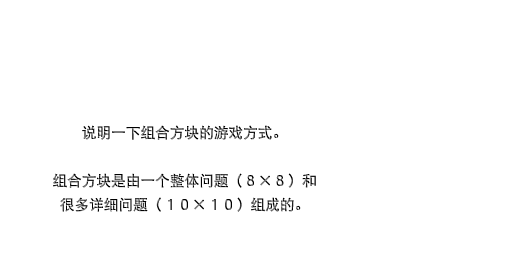 说明一下组合方块的游戏方式。
组合方块是由一个整体问题（８×８）和
很多详细问题（１０×１０）组成的。